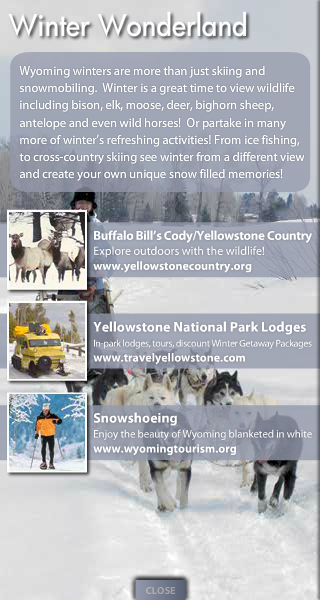 Winter Wonderland
Wyoming winters are more than just skiing and
snowmobiling. Winter is a great time to view wildlife
including bison, elk, moose, deer, bighorn sheep,
antelope and even wild horses! Or partake in many
more of winter's refreshing activities! From ice fishing,
to cross-country skiing see winter from a different view
and create your own unique snow filled memories!
Buffalo Bill's Cody/Yellowstone Country
Explore outdoors with the wildlife!
www.yellowstonecountry.org
Yellowstone National Park Lodges
In-park lodges, tours, discount Winter Getaway Packages
www.travelyellowstone.com
Snowshoeing
Enjoy the beauty of Wyoming blanketed in white
www.wyomingtourism.org
CLOSE